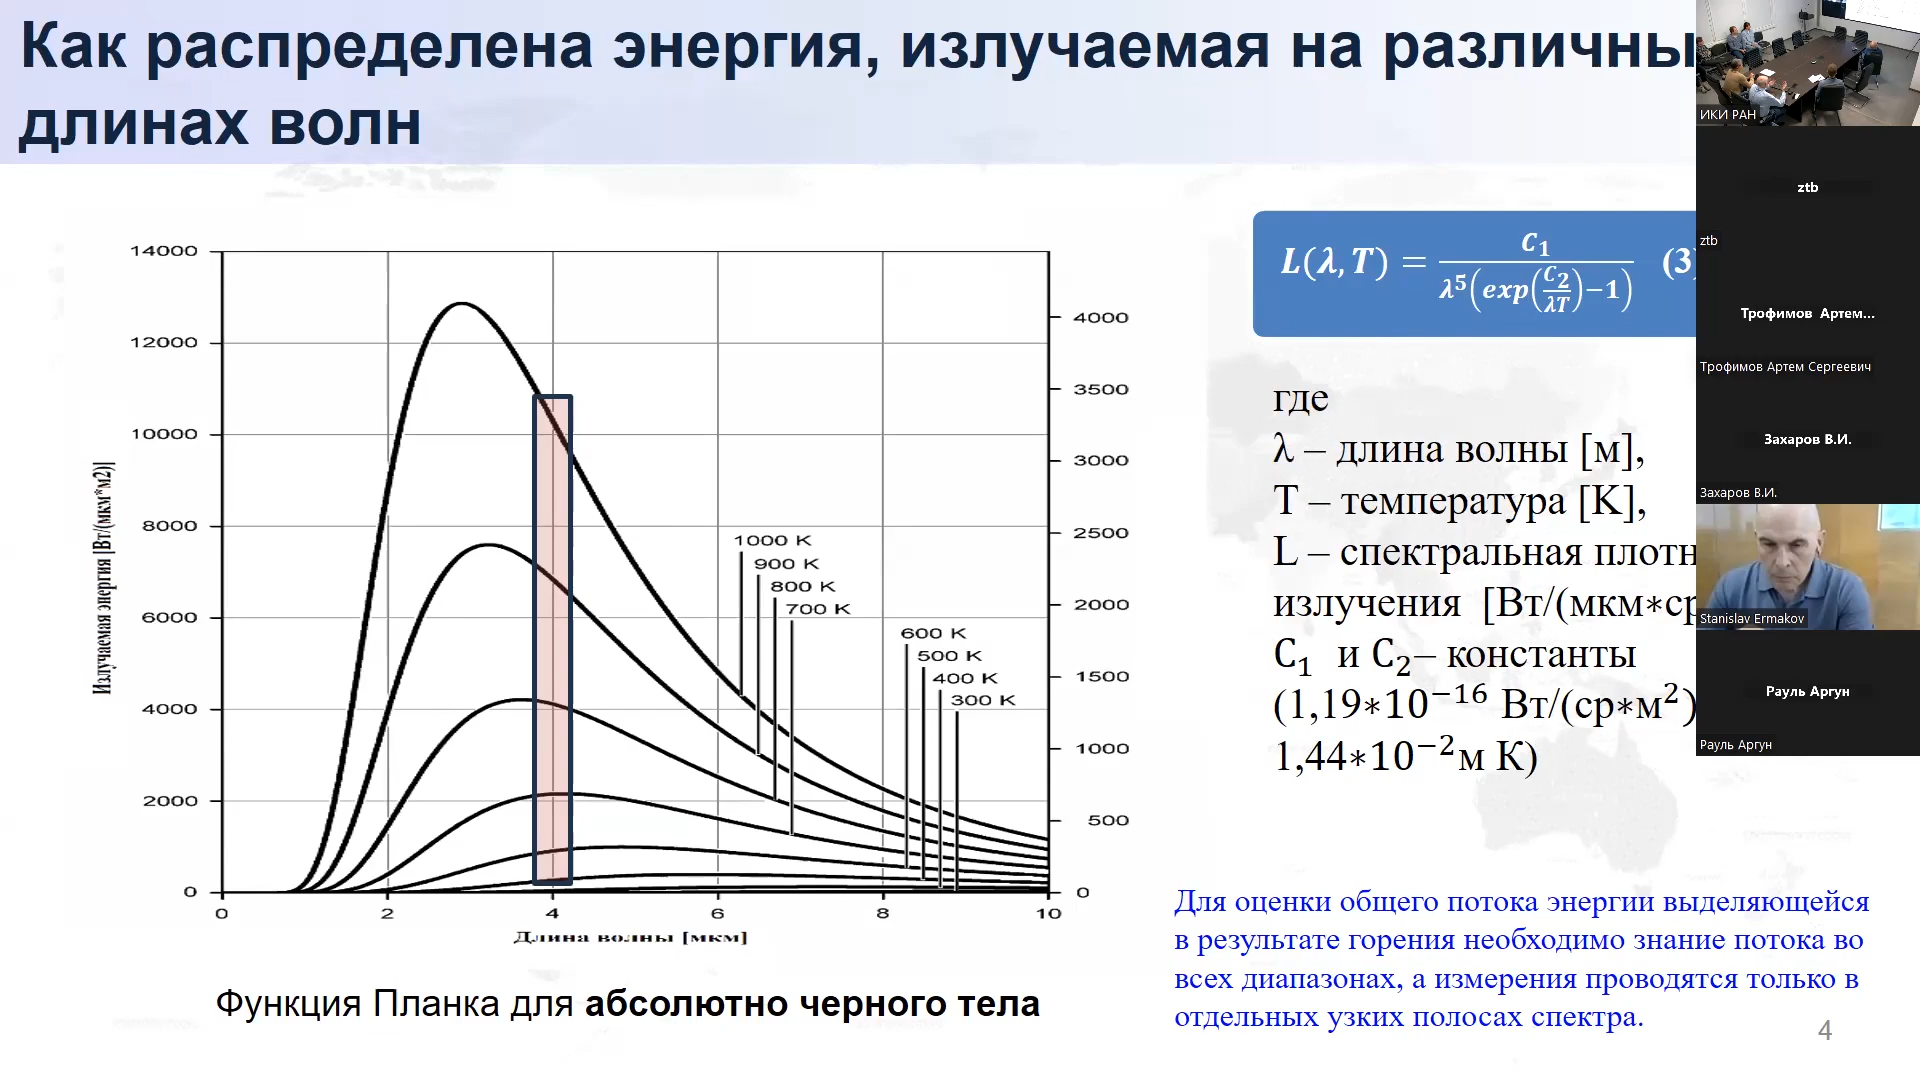 Как распределена энергия, излучаемая на различны
длинах волн
14000
12000
10000
8000
6000
4000
2000
0
4000
3500
3000
2500
2000
1500
1000
500
0
Излучаемая энергия [Вт/(мкм*м2)]
1000 K
900 K
800 K
700 K
600 K
500 K
400 K
300 K
0 2 4 6 8 10
Длина волны [мкм]
Функция Планка для абсолютно черного тела
L(λ, T) = C₁ / λ⁵(exp(C₂/λT)−1) (3)
где
λ – длина волны [м],
T – температура [K],
L – спектральная плотн
излучения [Вт/(мкм*ср
C₁ и C₂– константы
(1,19*10⁻¹⁶ Вт/(ср*м²)
1,44*10⁻²м К)
Для оценки общего потока энергии выделяющейся
в результате горения необходимо знание потока во
всех диапазонах, а измерения проводятся только в
отдельных узких полосах спектра.
4
ИКИ РАН
ztb
ztb
Трофимов Артем...
Трофимов Артем Сергеевич
Захаров В.И.
Захаров В.И.
Stanislav Ermakov
Рауль Аргун
Рауль Аргун